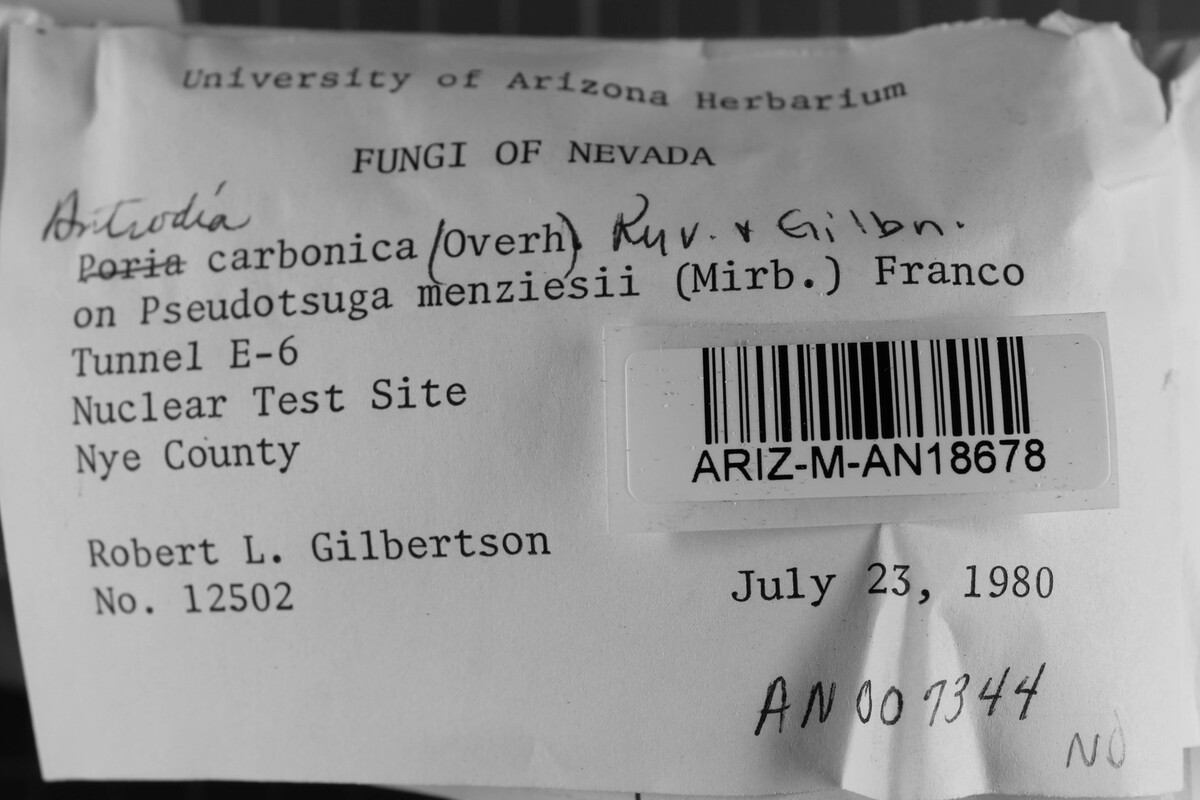 University of Arizona Herbarium
FUNGI OF NEVADA
Antrodia
Poria carbonica (Overh). Ryv. & Gilbn.
on Pseudotsuga menziesii (Mirb.) Franco
Tunnel E-6
Nuclear Test Site
Nye County
ARIZ-M-AN18678
Robert L. Gilbertson
No. 12502
July 23, 1980
AN 007344
NO